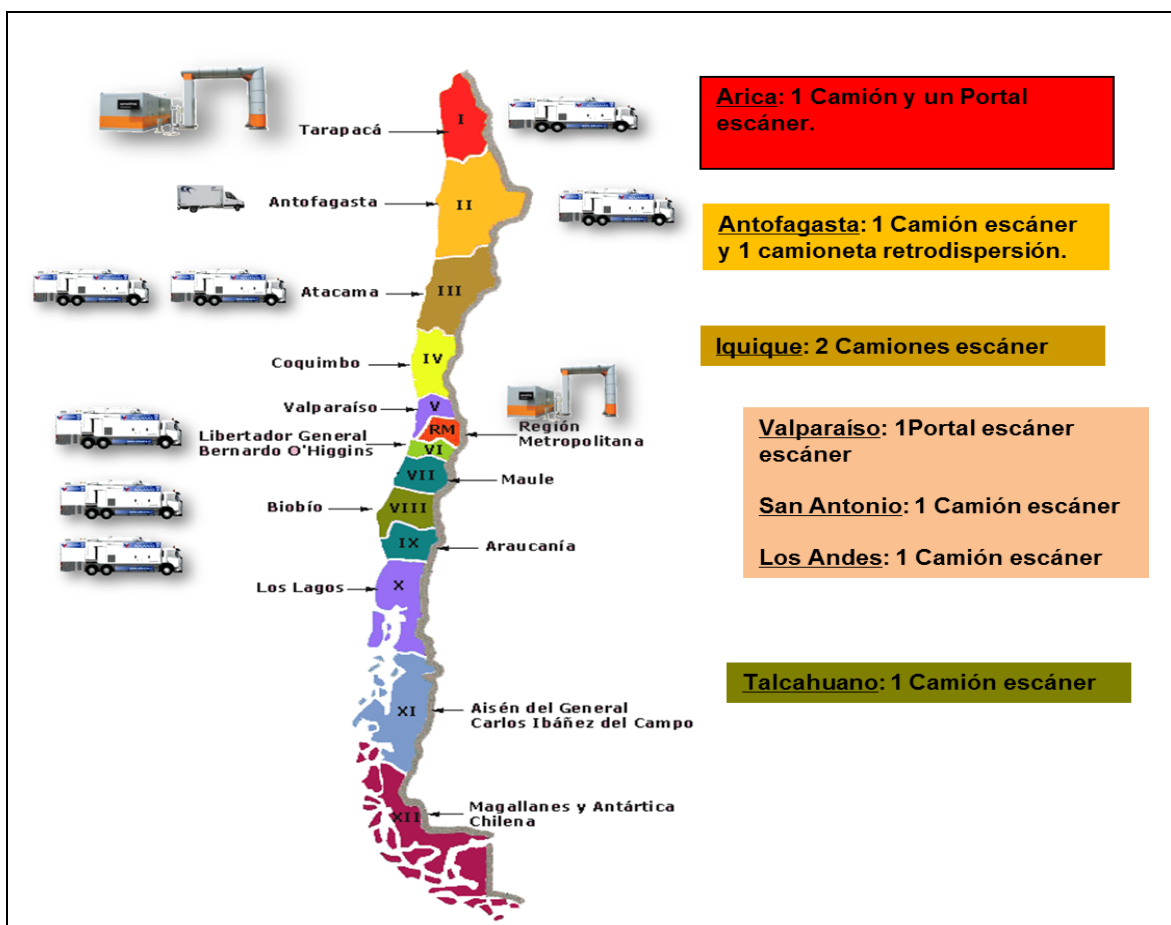 Arica: 1 Camión y un Portal
escáner.
I
Tarapacá
Antofagasta
II
Antofagasta: 1 Camión escáner
y 1 camioneta retrodispersión.
Atacama
III
Iquique: 2 Camiones escáner
Coquimbo
IV
Valparaíso
V
Libertador General
Bernardo O'Higgins
RM
VI
Región
Metropolitana
Valparaíso: 1Portal escáner
escáner
San Antonio: 1 Camión escáner
Los Andes: 1 Camión escáner
VII
Maule
Biobío
VIII
IX
Araucanía
Los Lagos
X
Talcahuano: 1 Camión escáner
XI
Aisén del General
Carlos Ibáñez del Campo
XII
Magallanes y Antártica
Chilena